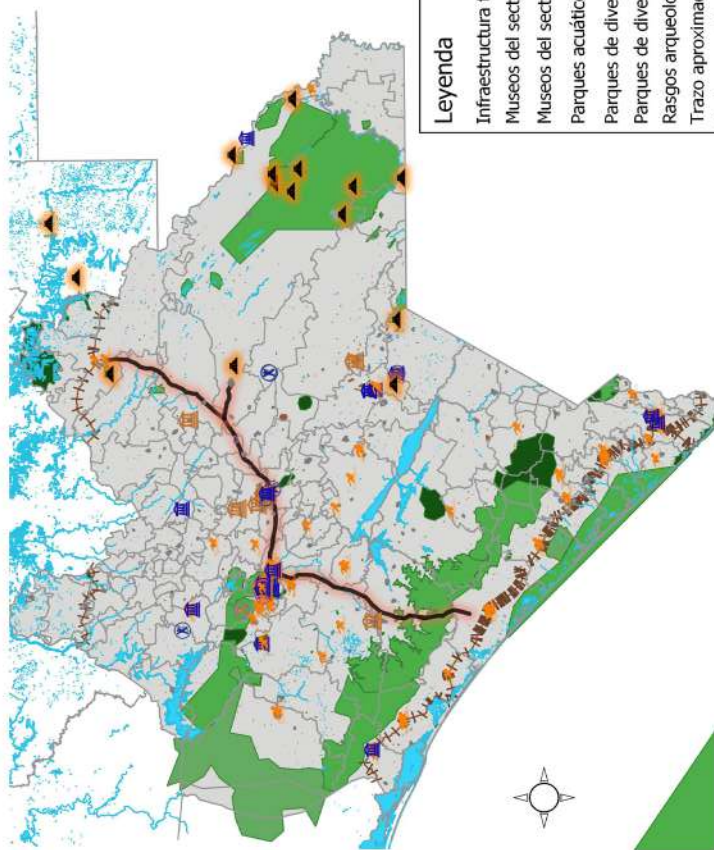 Leyenda
Infraestructura
Museos del sect
Museos del sect
Parques acuátic
Parques de dive
Parques de dive
Rasgos arqueol
Trazo aproxima